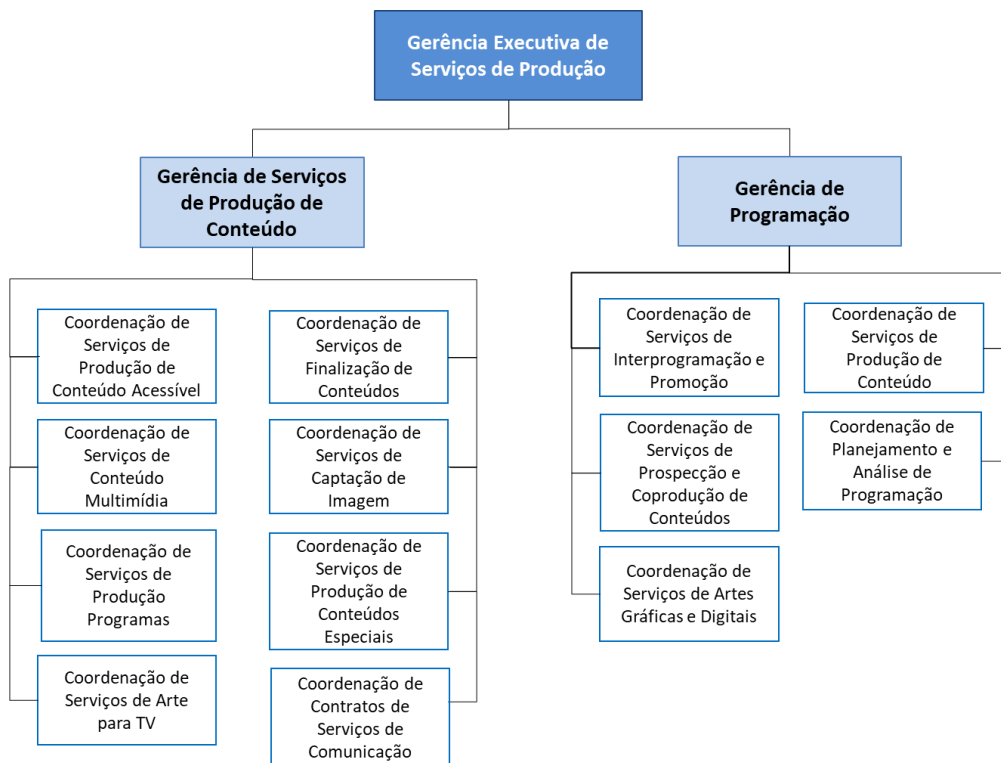 Gerência Executiva de
Serviços de Produção
Gerência de Serviços
de Produção de
Conteúdo
Gerência de
Programação
Coordenação de
Serviços de
Produção de
Conteúdo Acessível
Coordenação de
Serviços de
Finalização de
Conteúdos
Coordenação de
Serviços de
Interprogramação e
Promoção
Coordenação de
Serviços de
Produção de
Conteúdo
Coordenação de
Serviços de
Conteúdo
Multimídia
Coordenação de
Serviços de
Captação de
Imagem
Coordenação de
Serviços de
Prospecção e
Coprodução de
Conteúdos
Coordenação de
Planejamento e
Análise de
Programação
Coordenação de
Serviços de
Produção
Programas
Coordenação de
Serviços de
Produção de
Conteúdos
Especiais
Coordenação de
Serviços de Artes
Gráficas e Digitais
Coordenação de
Serviços de Arte
para TV
Coordenação de
Contratos de
Serviços de
Comunicação